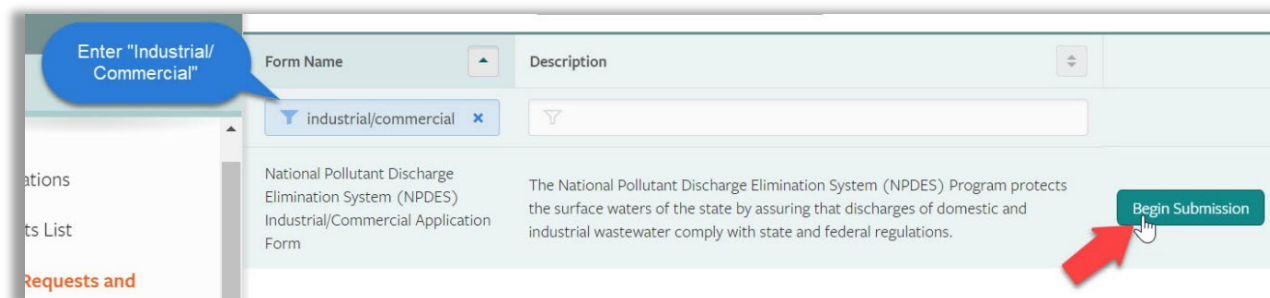 Enter "Industrial/
Commercial"
Form Name
Description
industrial/commercial
National Pollutant Discharge
Elimination System (NPDES)
Industrial/Commercial Application
Form
The National Pollutant Discharge Elimination System (NPDES) Program protects
the surface waters of the state by assuring that discharges of domestic and
industrial wastewater comply with state and federal regulations.
Begin Submission
ations
ts List
Requests and